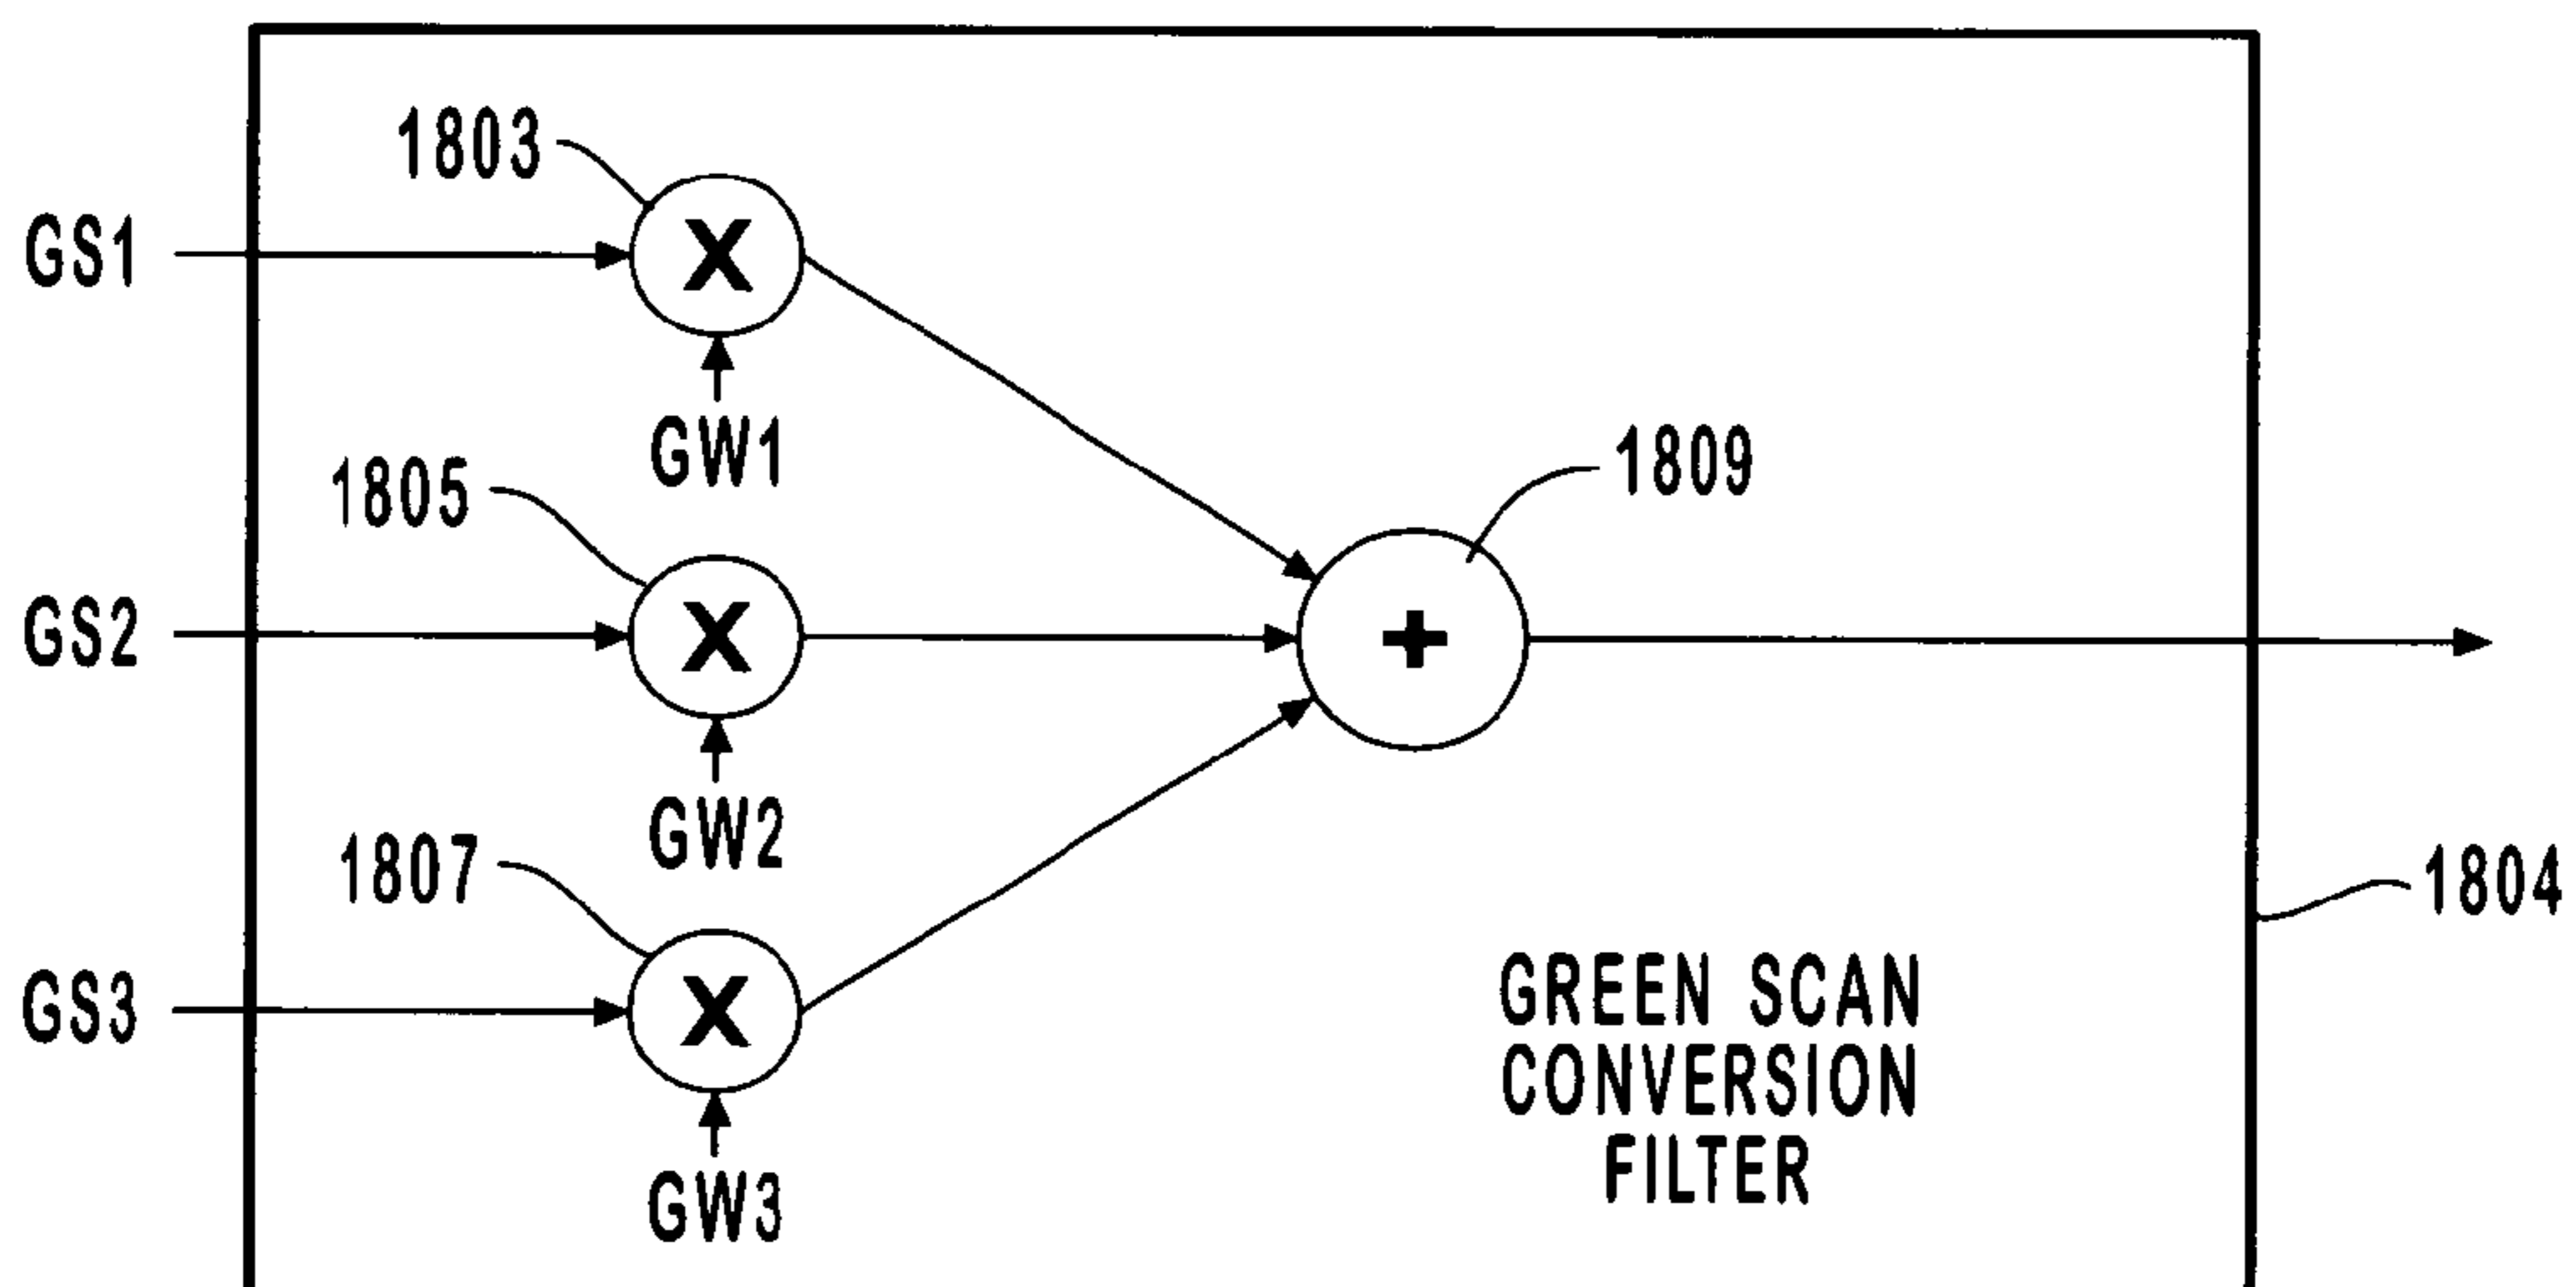 1803
GS1
X
GW1
1805
1809
GS2
X
+
GW2
1807
1804
GS3
X
GREEN SCAN
CONVERSION
FILTER
GW3